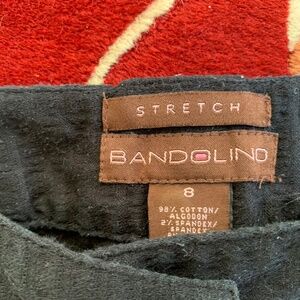 STRETCH
BANDOLINO
8
98% COTTON/
ALGODON
2% SPANDEX/
SPANDEX